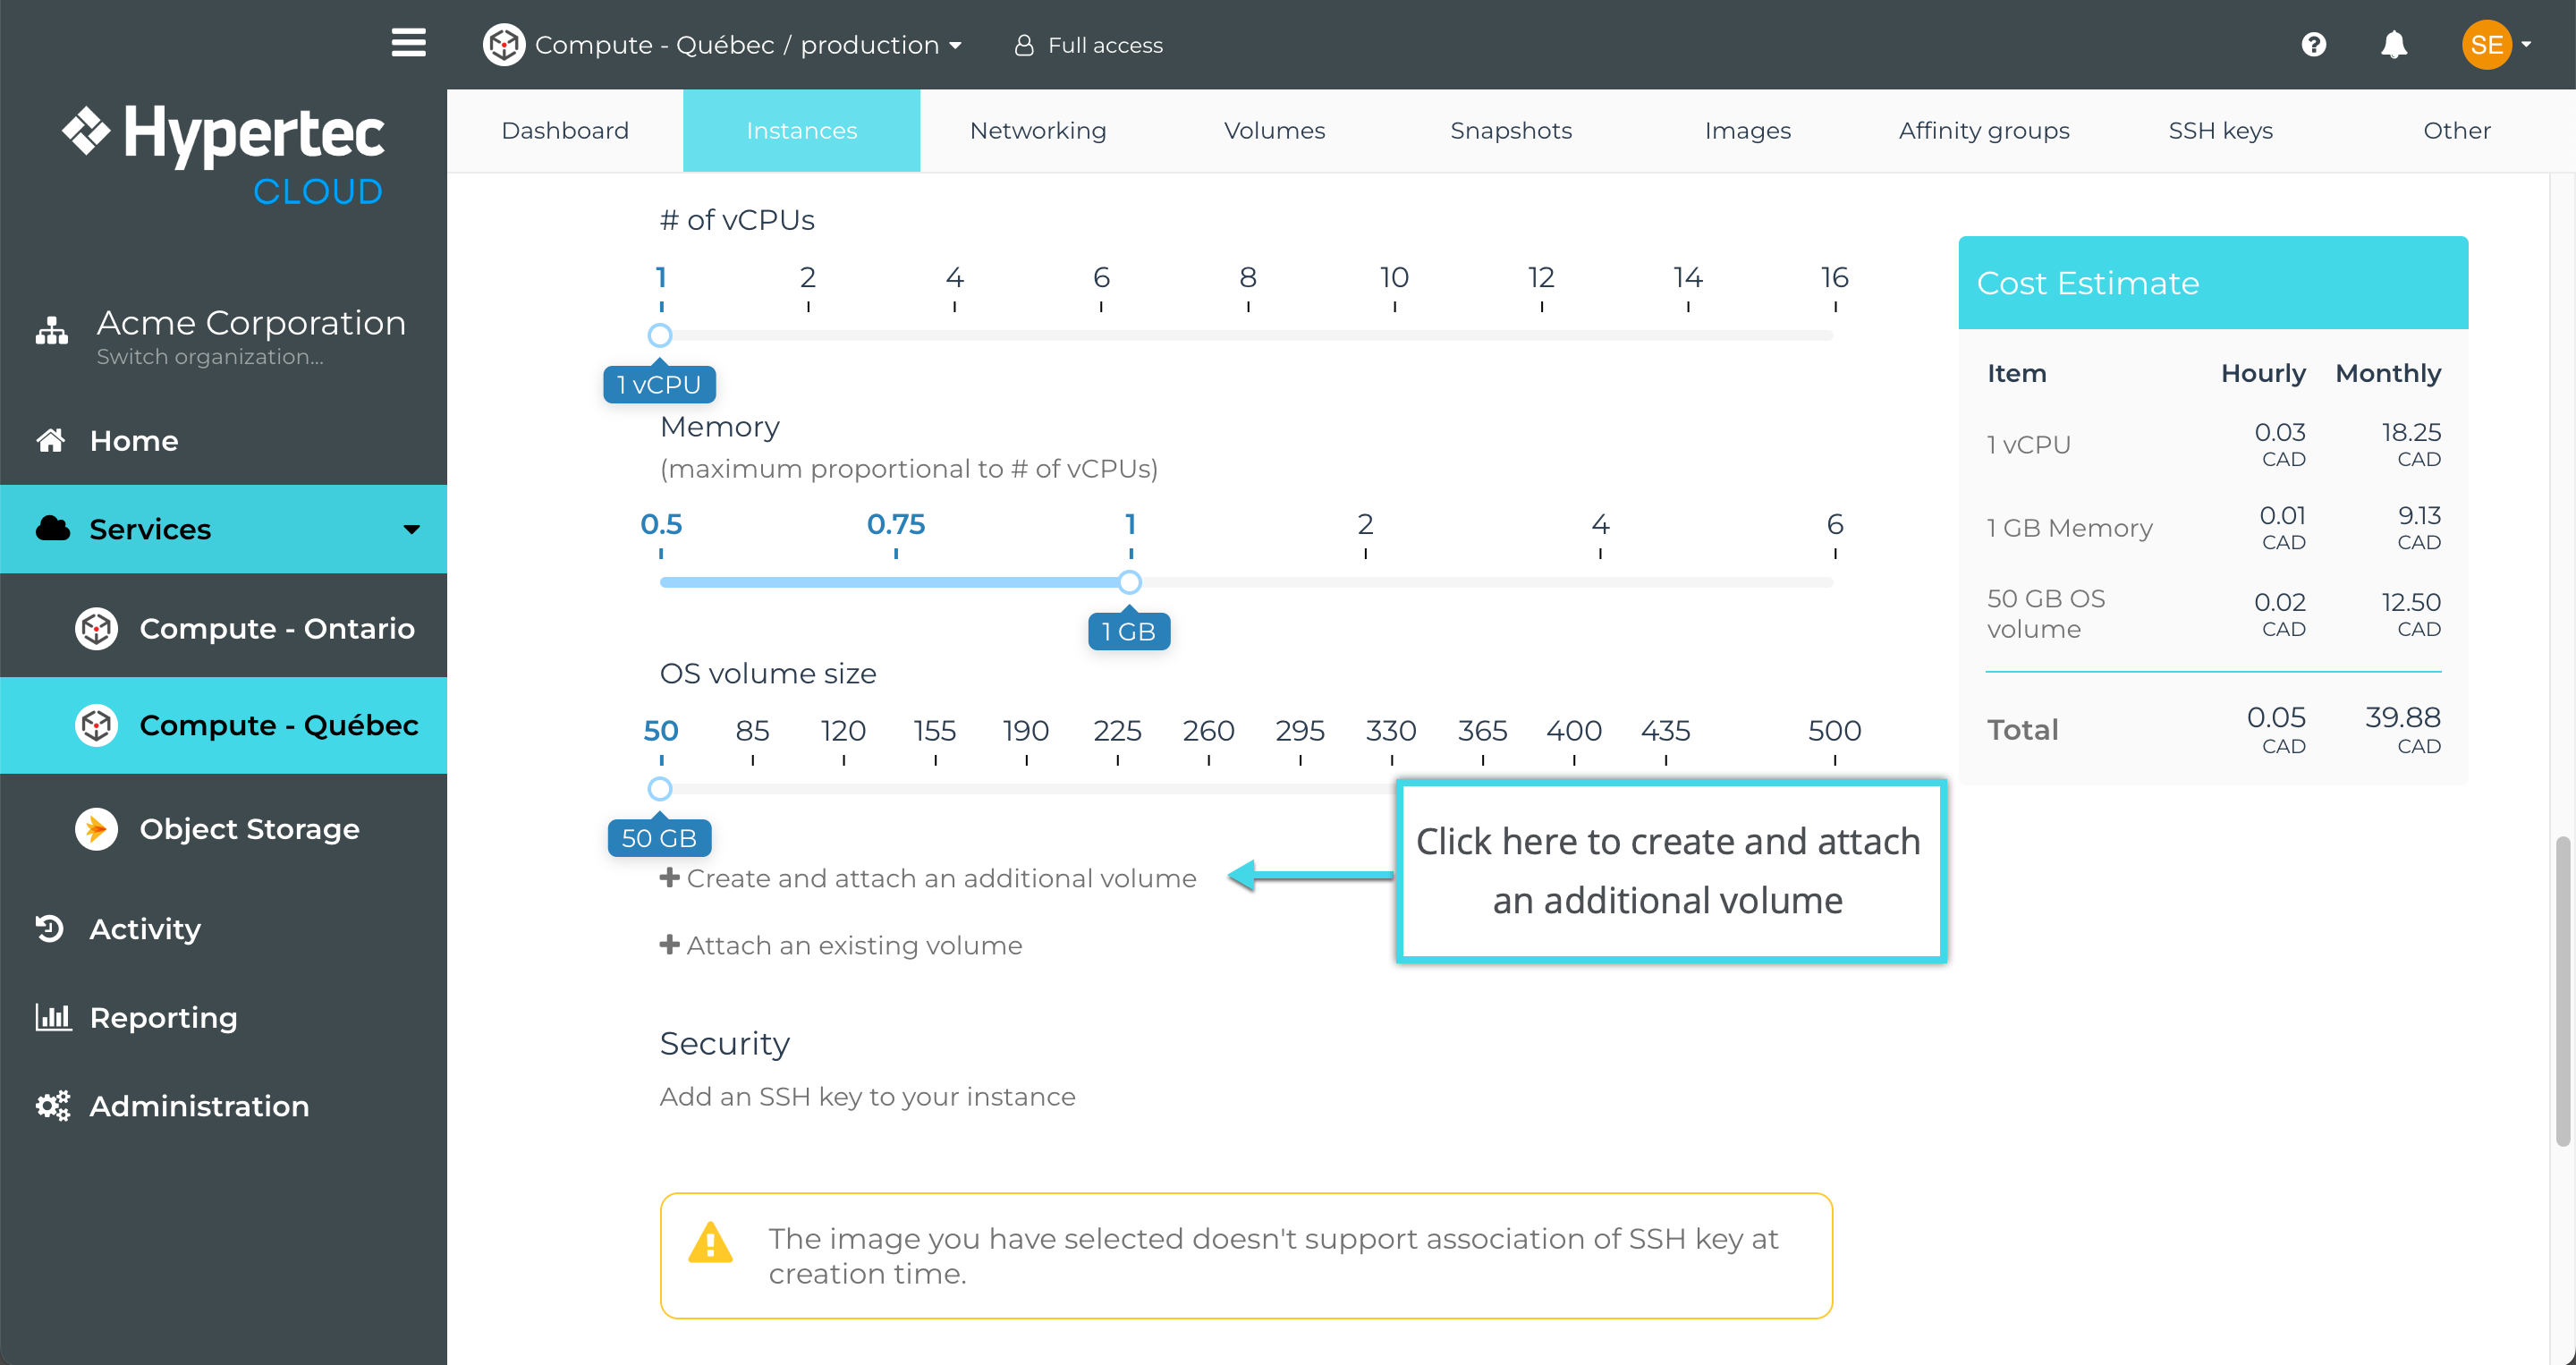 Compute - Québec / production
Full access
SE
Hypertec
CLOUD
Acme Corporation
Switch organization...
Home
Services
Compute - Ontario
Compute - Québec
Object Storage
Activity
Reporting
Administration
Dashboard
Instances
Networking
Volumes
Snapshots
Images
Affinity groups
SSH keys
Other
# of vCPUs
1 2 4 6 8 10 12 14 16
1 vCPU
Memory
(maximum proportional to # of vCPUs)
0.5 0.75 1 2 4 6
1 GB
OS volume size
50 85 120 155 190 225 260 295 330 365 400 435 500
50 GB
Create and attach an additional volume
Attach an existing volume
Click here to create and attach
an additional volume
Security
Add an SSH key to your instance
The image you have selected doesn't support association of SSH key at
creation time.
Cost Estimate
Item Hourly Monthly
1 vCPU 0.03 CAD 18.25 CAD
1 GB Memory 0.01 CAD 9.13 CAD
50 GB OS
volume 0.02 CAD 12.50 CAD
Total 0.05 CAD 39.88 CAD